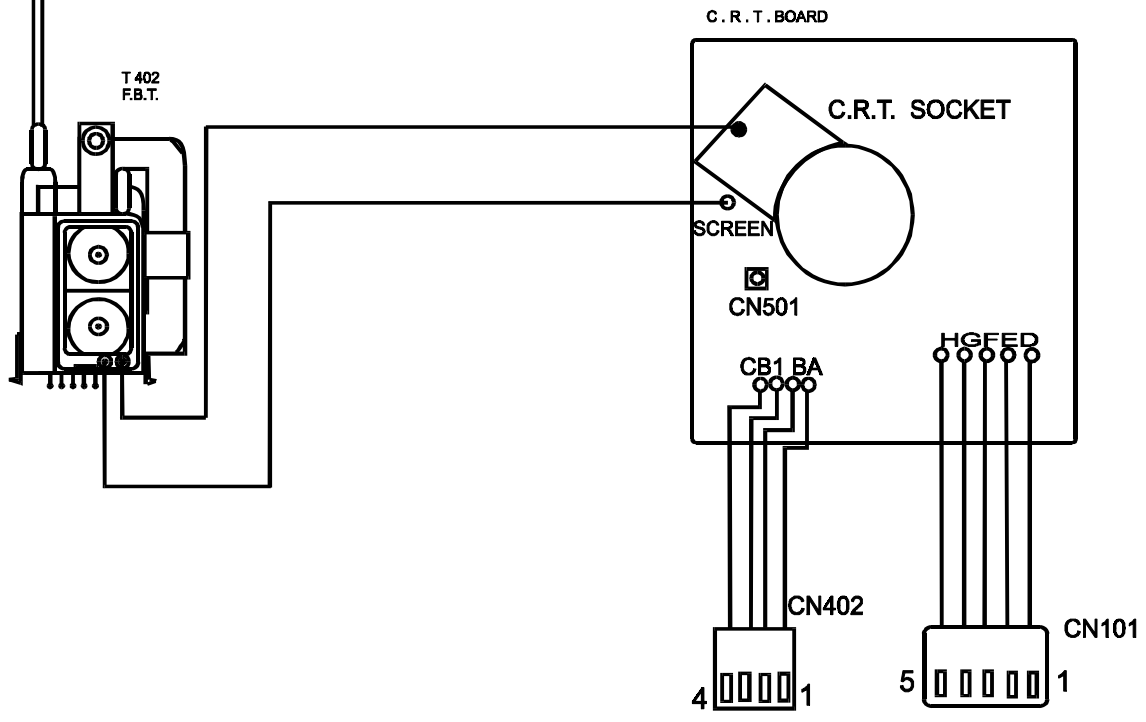 C.R.T.BOARD
T 402
F.B.T.
C.R.T. SOCKET
SCREEN
CN501
HGFED
CB1 BA
CN402
CN101
4 1
5 1